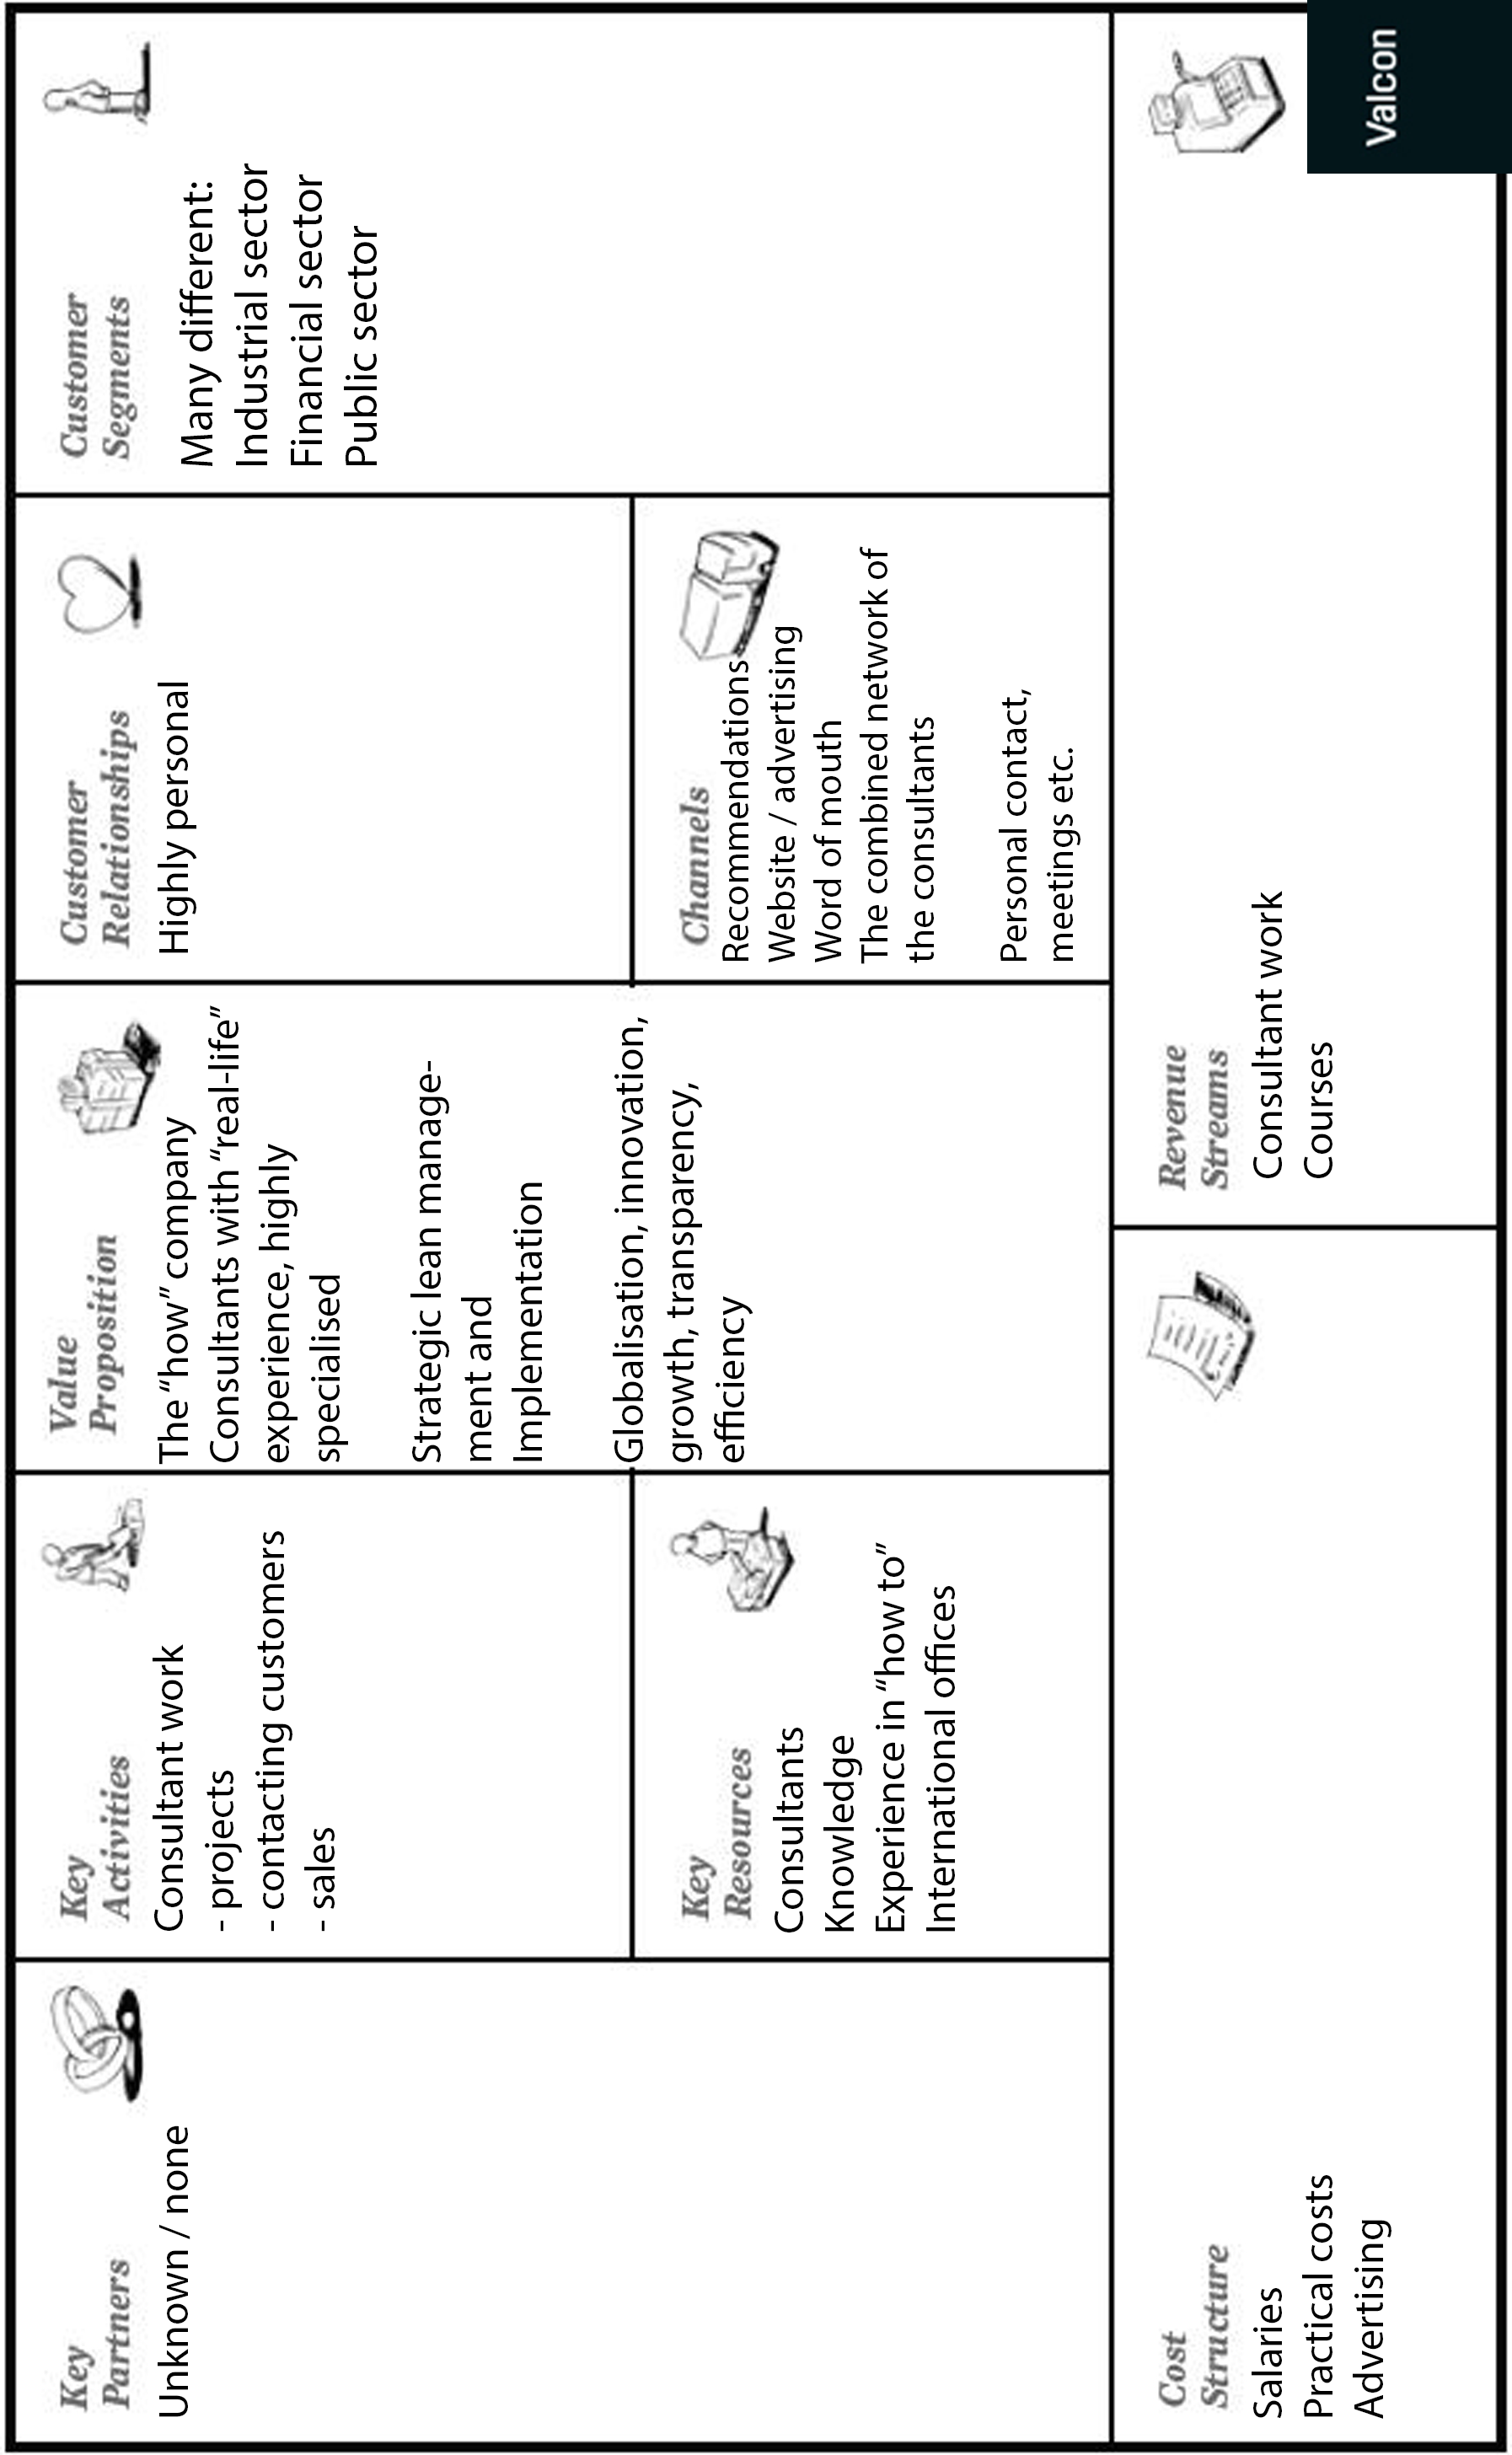 Key
Partners
Unknown / none
Key
Activities
Consultant work
- projects
- contacting customers
- sales
Key
Resources
Consultants
Knowledge
Experience in “how to”
International offices
Value
Proposition
The “how” company
Consultants with “real-life”
experience, highly
specialised
Strategic lean manage-
ment and
Implementation
Globalisation, innovation,
growth, transparency,
efficiency
Customer
Relationships
Highly personal
Channels
Recommendations
Website / advertising
Word of mouth
The combined network of
the consultants
Personal contact,
meetings etc.
Customer
Segments
Many different:
Industrial sector
Financial sector
Public sector
Cost
Structure
Salaries
Practical costs
Advertising
Revenue
Streams
Consultant work
Courses
Valcon